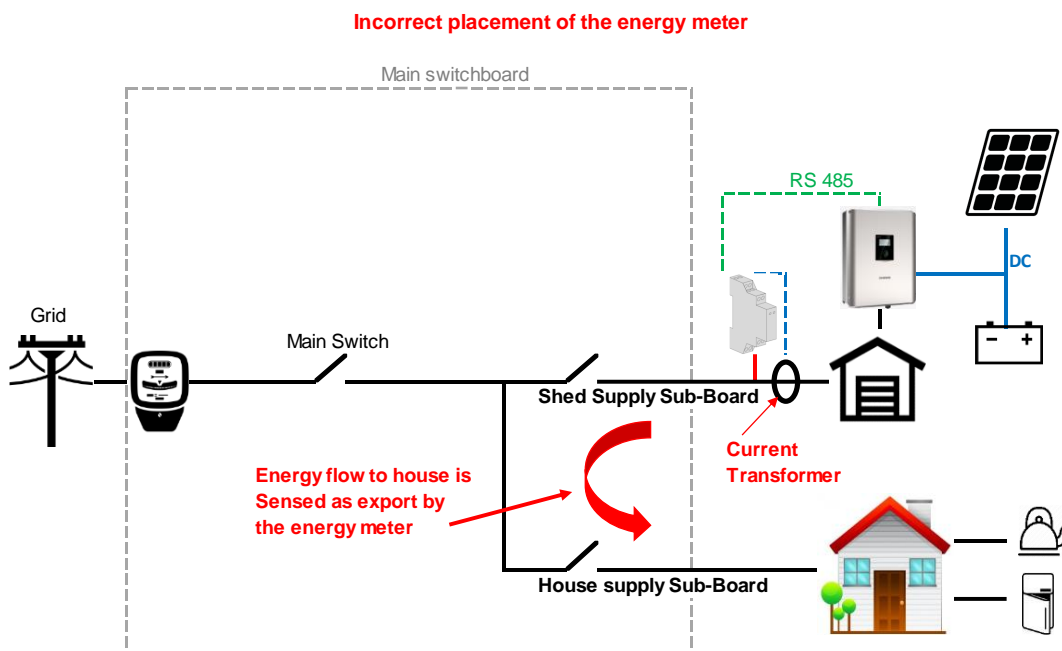 Incorrect placement of the energy meter
Main switchboard
RS 485
DC
Grid
Main Switch
Shed Supply Sub-Board
Current
Transformer
Energy flow to house is
Sensed as export by
the energy meter
House supply Sub-Board